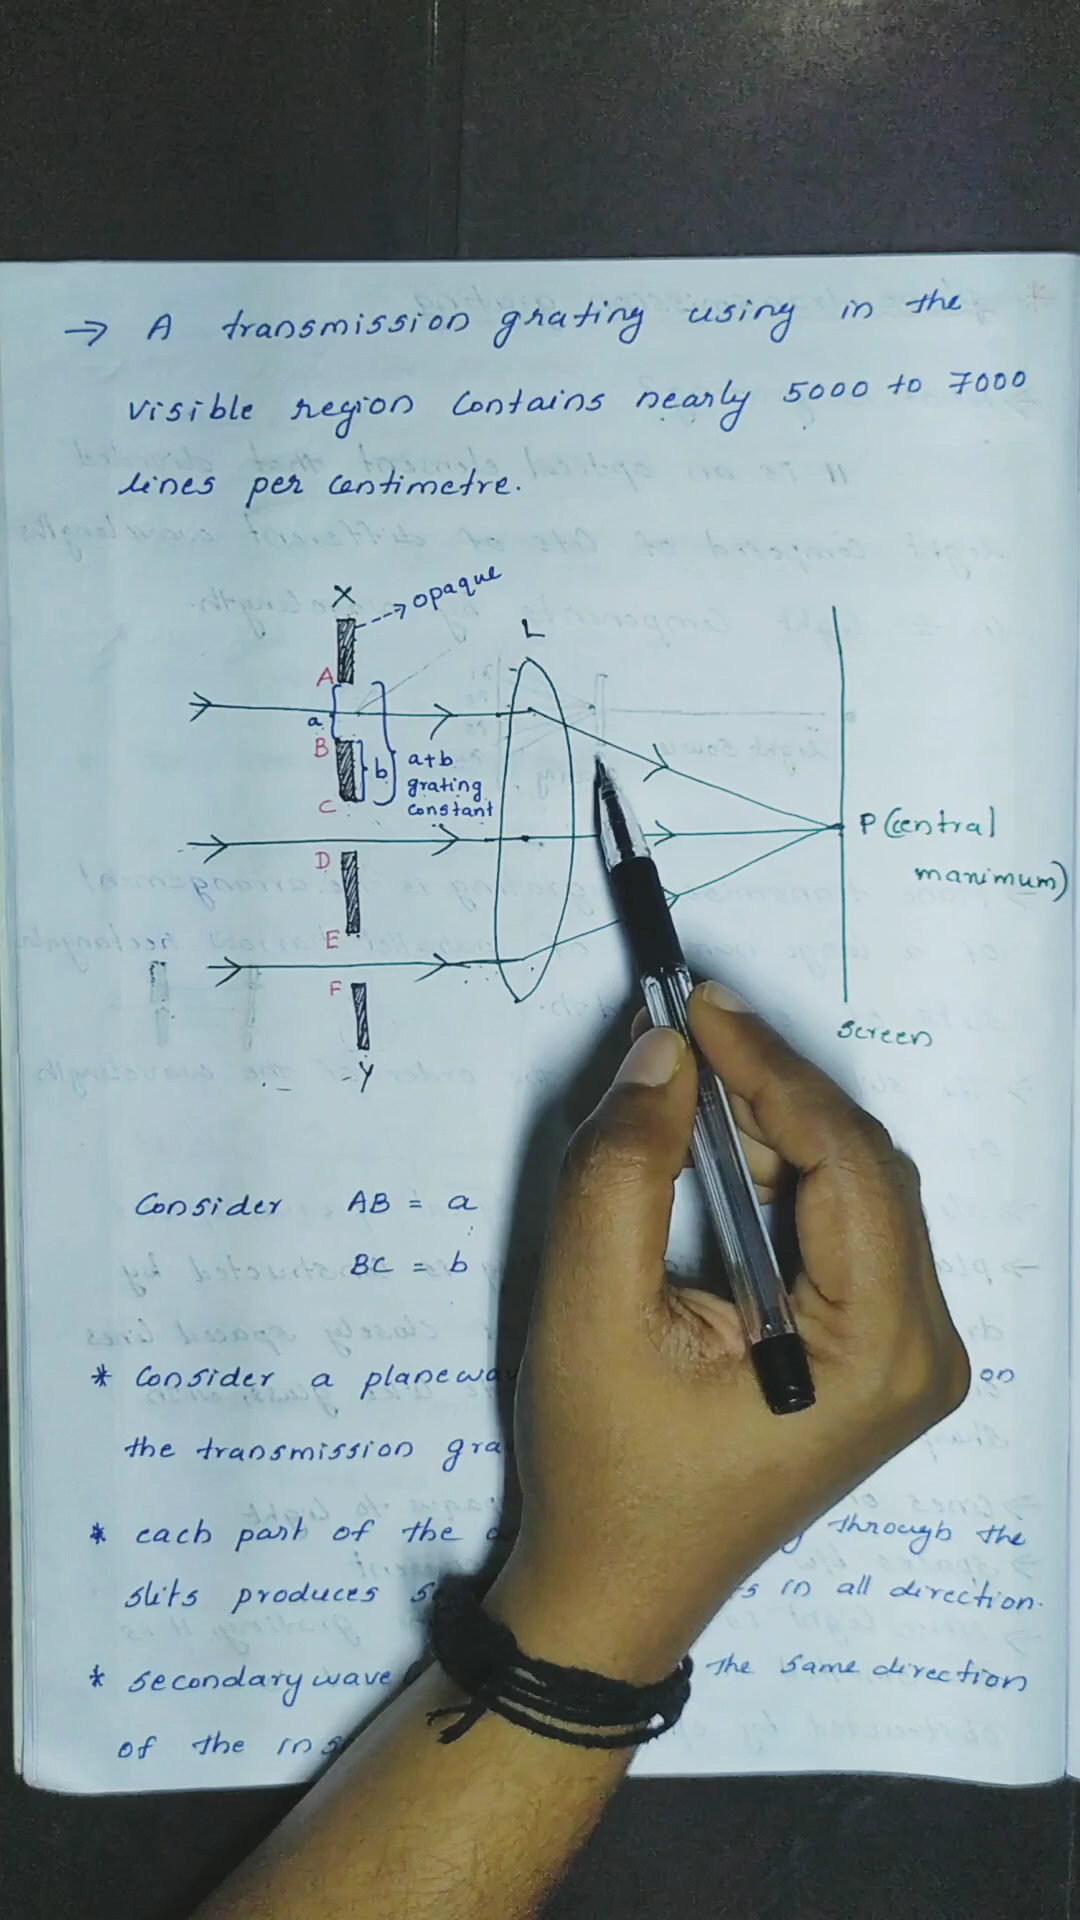 → A transmission grating using in the
visible region contains nearly 5000 to 7000
lines per centimetre.
X
opaque
L
A
a
B
b
a+b
grating
constant
C
P (central
maximum)
D
E
F
screen
Y
Consider AB = a
BC = b
* Consider a plane on
the transmission
* each part of the through the
slits produces in all direction.
* secondary wave the same direction
of the